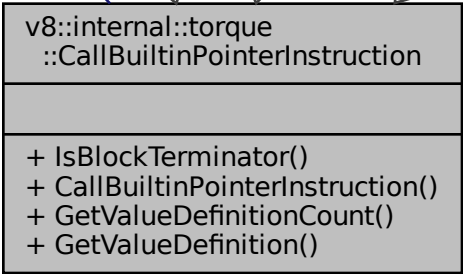 v8::internal::torque
::CallBuiltinPointerInstruction
+ IsBlockTerminator()
+ CallBuiltinPointerInstruction()
+ GetValueDefinitionCount()
+ GetValueDefinition()